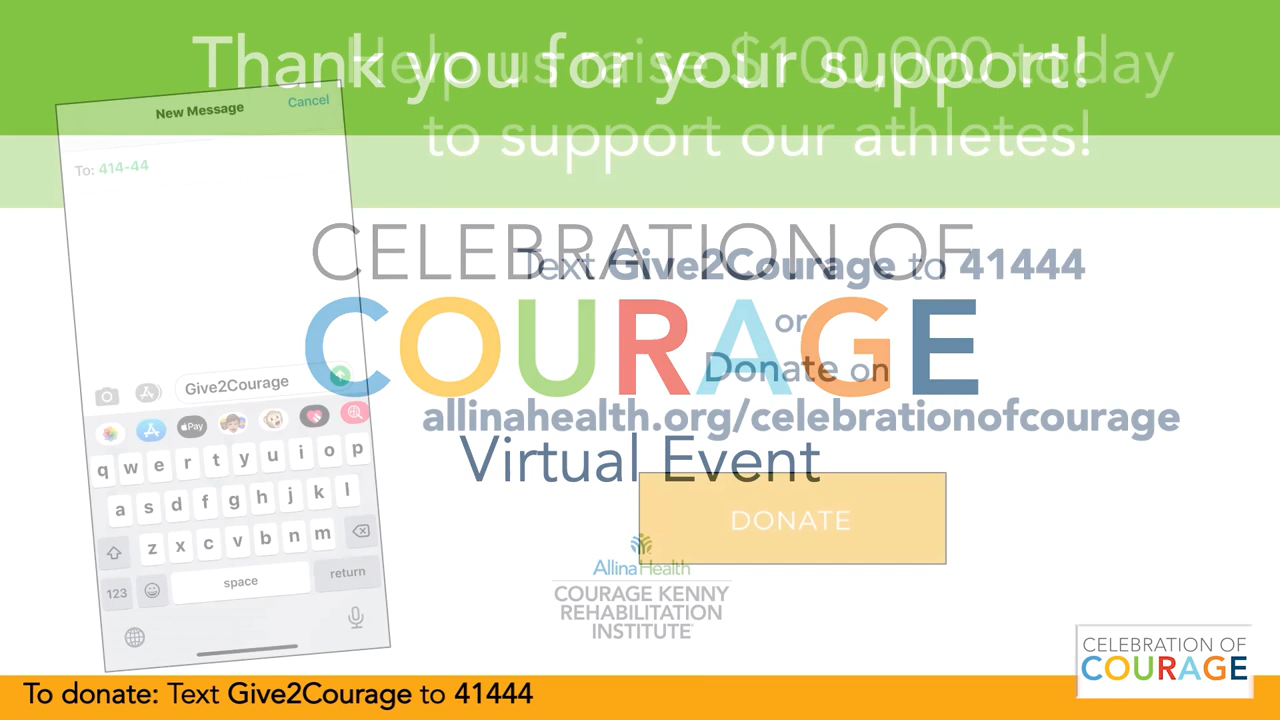 Thank you for your support!
Help us raise $100,000 today
to support our athletes!
New Message
Cancel
To: 414-44
CELEBRATION OF
COURAGE
Virtual Event
Text Give2Courage to 41444
or
Donate on
allinahealth.org/celebrationofcourage
DONATE
Give2Courage
Pay
q w e r t y u i o p
a s d f g h j k l
z x c v b n m
123
space
return
Allina Health
COURAGE KENNY
REHABILITATION
INSTITUTE
CELEBRATION OF
COURAGE
To donate: Text Give2Courage to 41444